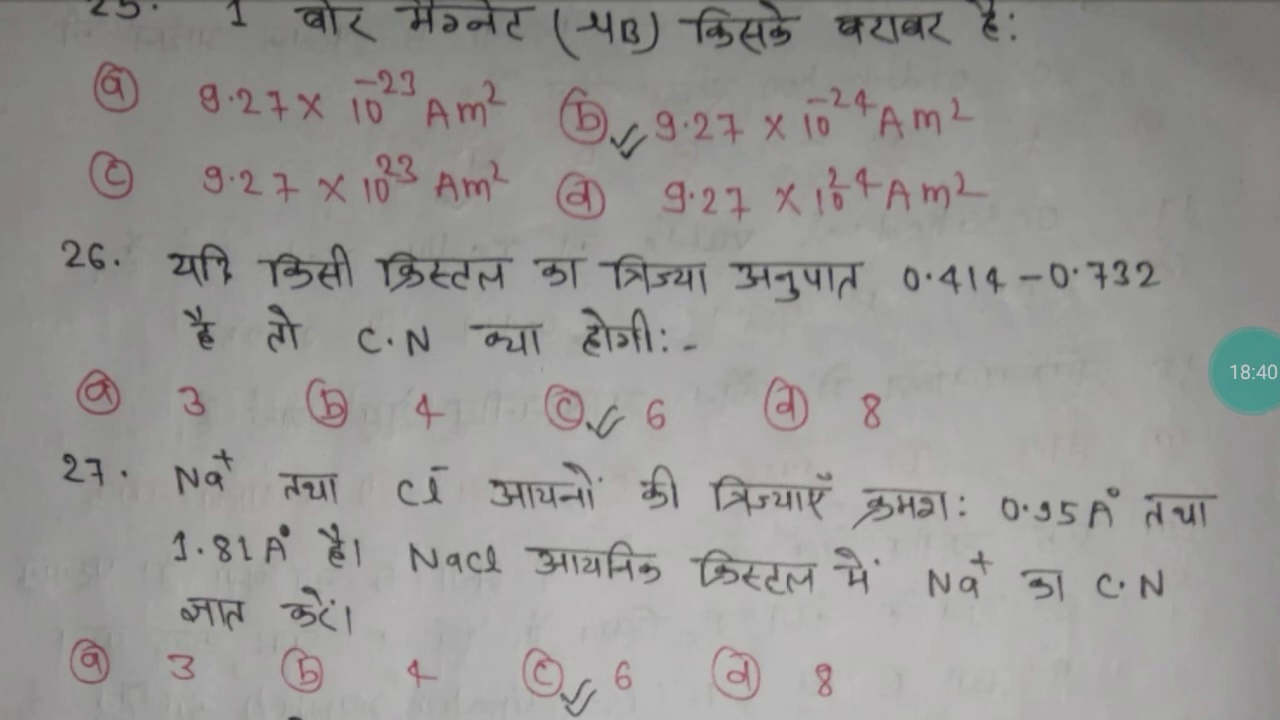 25. 1 बोर मैग्नेट (μB) किसके बराबर है:
ⓐ 9.27 × 10⁻²³ Am² ⓑ 9.27 × 10⁻²⁴ Am²
ⓒ 9.27 × 10²³ Am² ⓓ 9.27 × 10²⁴ Am²
26. यदि किसी क्रिस्टल का त्रिज्या अनुपात 0.414 - 0.732
है तो C.N क्या होगी:-
ⓐ 3 ⓑ 4 ⓒ 6 ⓓ 8
18:40
27. Na⁺ तथा Cl⁻ आयनों की त्रिज्याएँ क्रमश: 0.95 A° तथा
1.81 A° है। NaCl आयनिक क्रिस्टल में Na⁺ का C.N
ज्ञात करें।
ⓐ 3 ⓑ 4 ⓒ 6 ⓓ 8